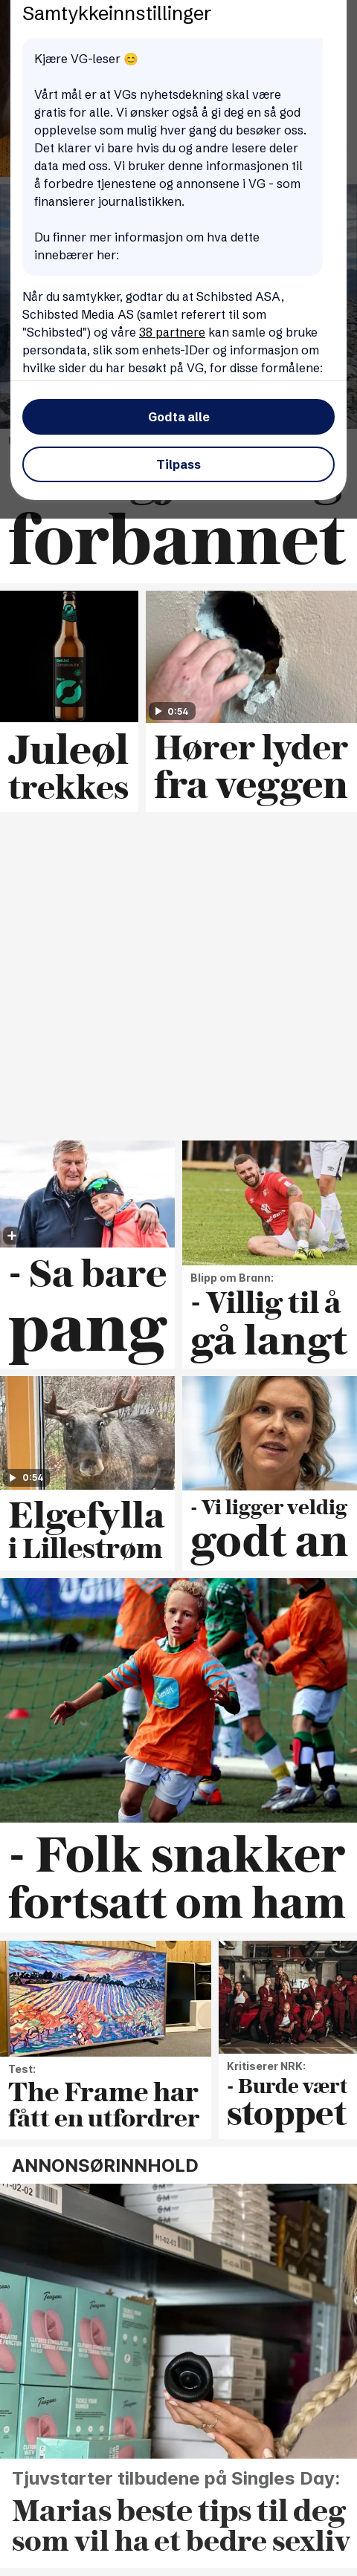 Samtykkeinnstillinger
Kjære VG-leser 😊
Vårt mål er at VGs nyhetsdekning skal være
gratis for alle. Vi ønsker også å gi deg en så god
opplevelse som mulig hver gang du besøker oss.
Det klarer vi bare hvis du og andre lesere deler
data med oss. Vi bruker denne informasjonen til
å forbedre tjenestene og annonsene i VG - som
finansierer journalistikken.
Du finner mer informasjon om hva dette
innebærer her:
Når du samtykker, godtar du at Schibsted ASA,
Schibsted Media AS (samlet referert til som
"Schibsted") og våre 38 partnere kan samle og bruke
persondata, slik som enhets-IDer og informasjon om
hvilke sider du har besøkt på VG, for disse formålene:
Godta alle
Tilpass
forbannet
0:54
Juleøl
trekkes
Hører lyder
fra veggen
- Sa bare
pang
Blipp om Brann:
- Villig til å
gå langt
0:54
Elgefylla
i Lillestrøm
- Vi ligger veldig
godt an
- Folk snakker
fortsatt om ham
Test:
The Frame har
fått en utfordrer
Kritiserer NRK:
- Burde vært
stoppet
ANNONSØRINNHOLD
H1-02-02
H1-02-03
Teazers
Teazers
Teazers
Tjuvstarter tilbudene på Singles Day:
Marias beste tips til deg
som vil ha et bedre sexliv